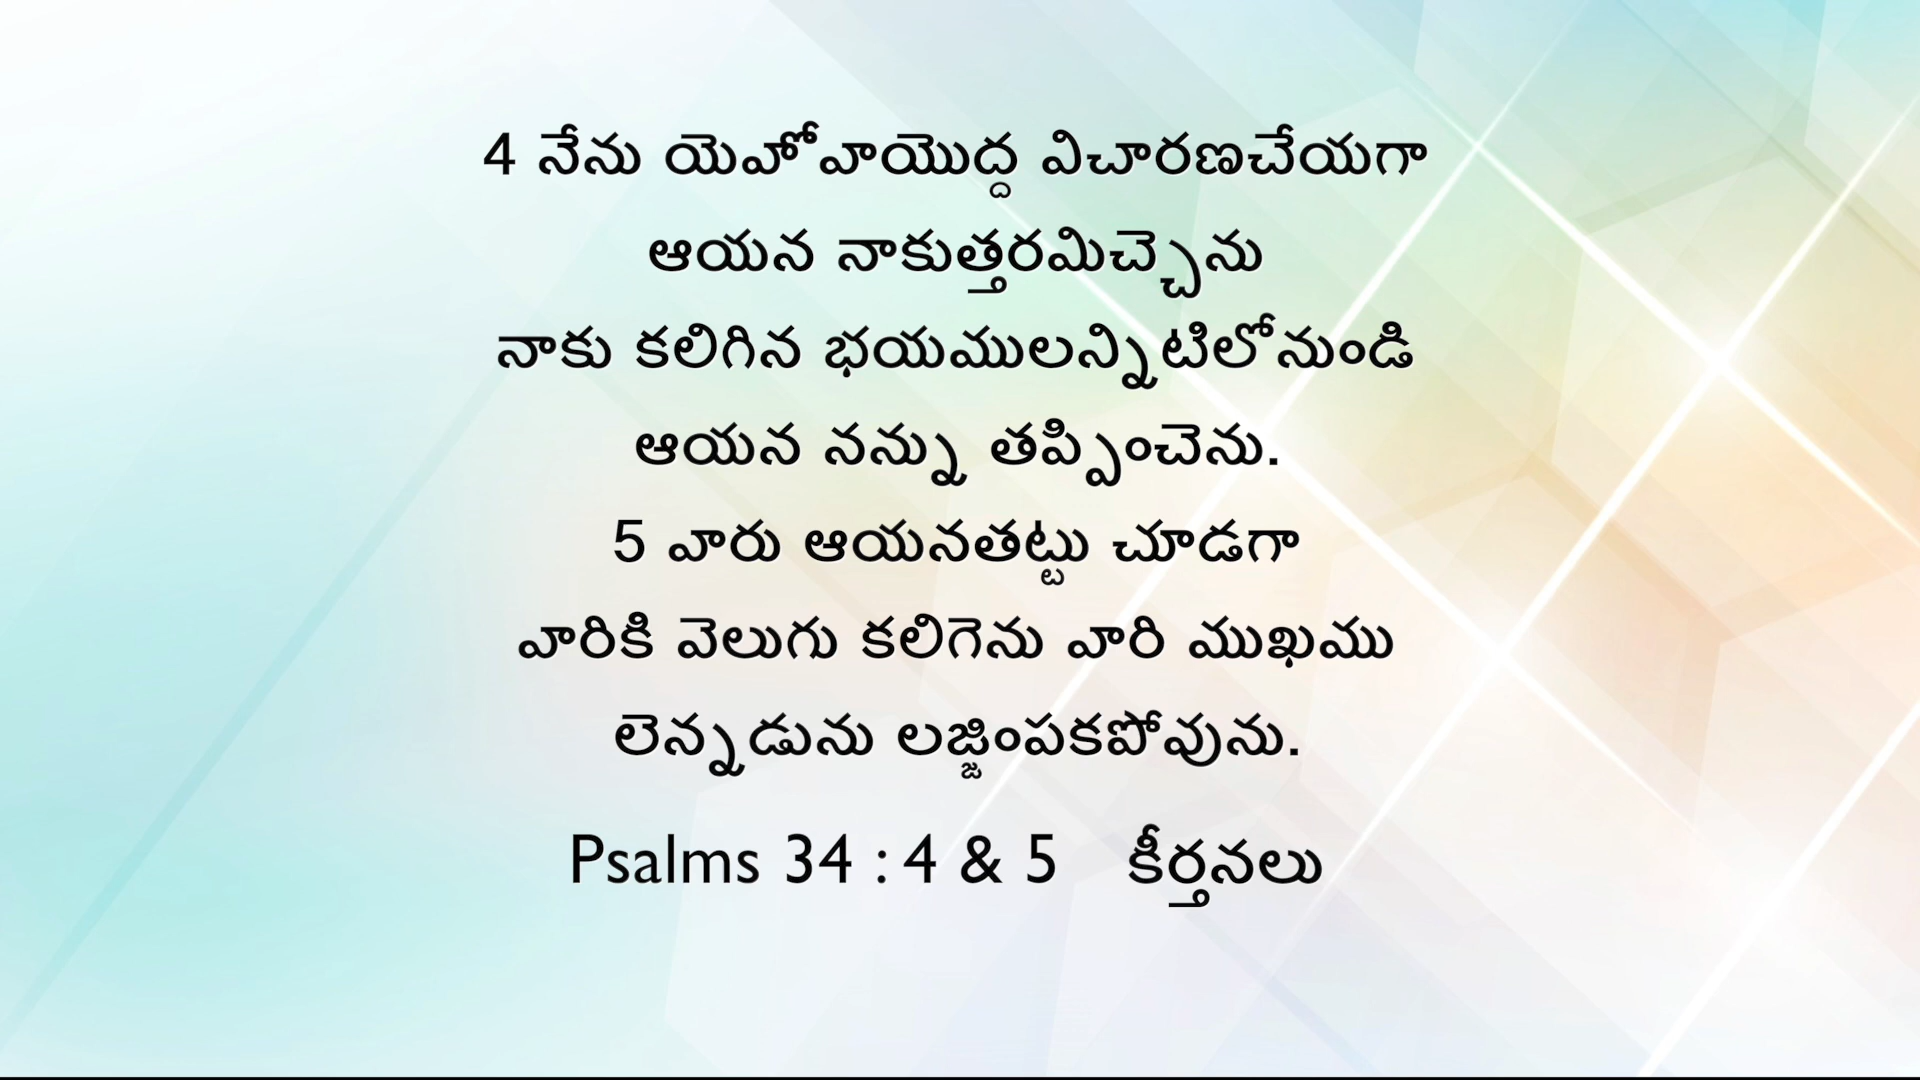 4 నేను యెహోవాయొద్ద విచారణచేయగా
ఆయన నాకుత్తరమిచ్చెను
నాకు కలిగిన భయములన్నిటిలోనుండి
ఆయన నన్ను తప్పించెను.
5 వారు ఆయనతట్టు చూడగా
వారికి వెలుగు కలిగెను వారి ముఖము
లెన్నడును లజ్జింపకపోవును.
Psalms 34 : 4 & 5 కీర్తనలు